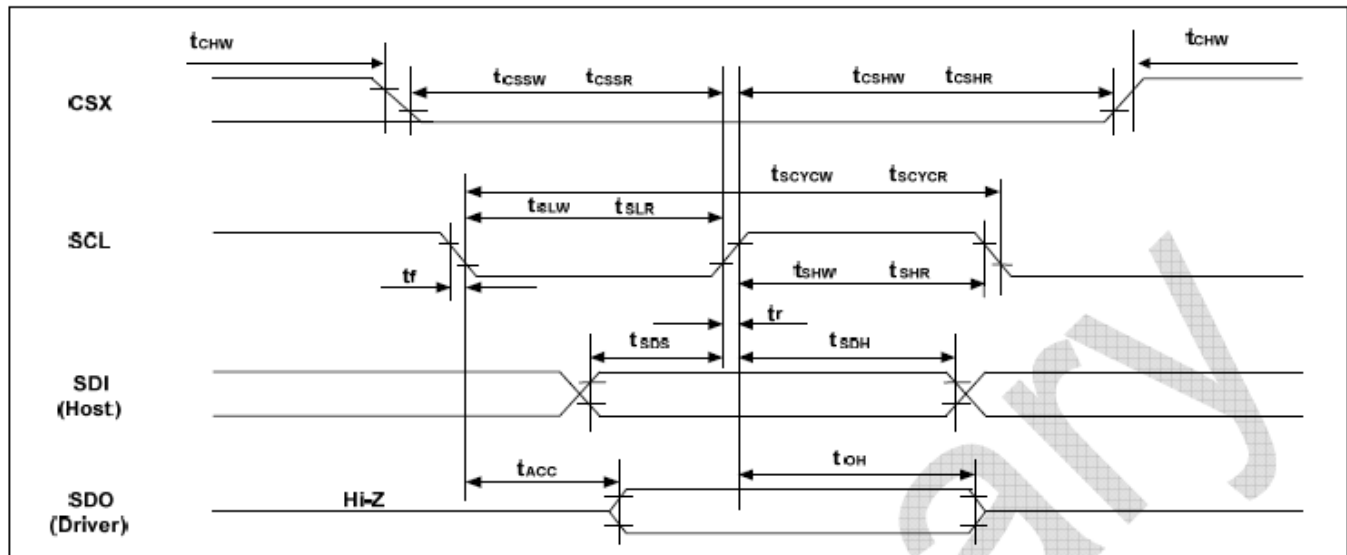 tCHW tCHW
tCSSW tCSSR tCSHW tCSHR
CSX
tSCYCW tSCYCR
tSLW tSLR
SCL
tf tSHW tSHR
tr
tSDS tSDH
SDI
(Host)
tACC tOH
SDO Hi-Z
(Driver)
ary